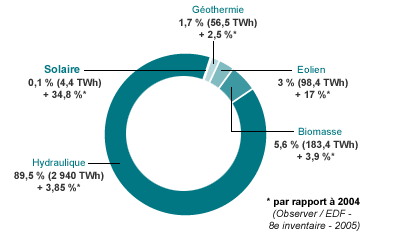 Géothermie
1,7 % (56,5 TWh)
+ 2,5 %*
Solaire
0,1 % (4,4 TWh)
+ 34,8 %*
Eolien
3 % (98,4 TWh)
+ 17 %*
Biomasse
5,6 % (183,4 TWh)
+ 3,9 %*
Hydraulique
89,5 % (2 940 TWh)
+ 3,85 %*
* par rapport à 2004
(Observer / EDF -
8e inventaire - 2005)